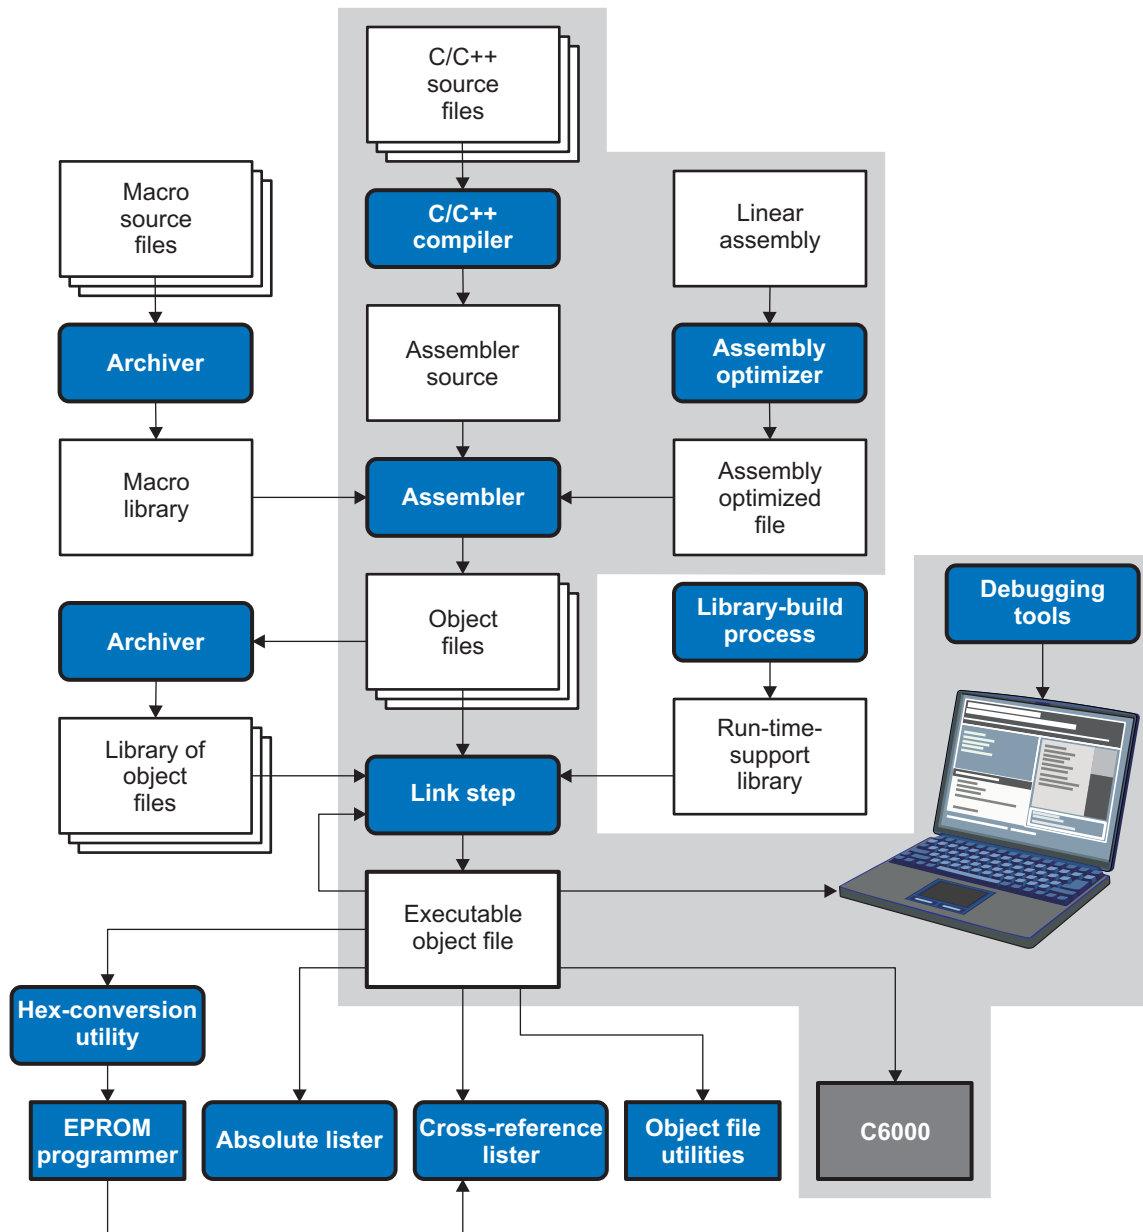 C/C++
source
files
Macro
source
files
C/C++
compiler
Linear
assembly
Archiver
Assembler
source
Assembly
optimizer
Macro
library
Assembler
Assembly
optimized
file
Archiver
Object
files
Library-build
process
Debugging
tools
Library of
object
files
Link step
Run-time-
support
library
Executable
object file
Hex-conversion
utility
EPROM
programmer
Absolute lister
Cross-reference
lister
Object file
utilities
C6000